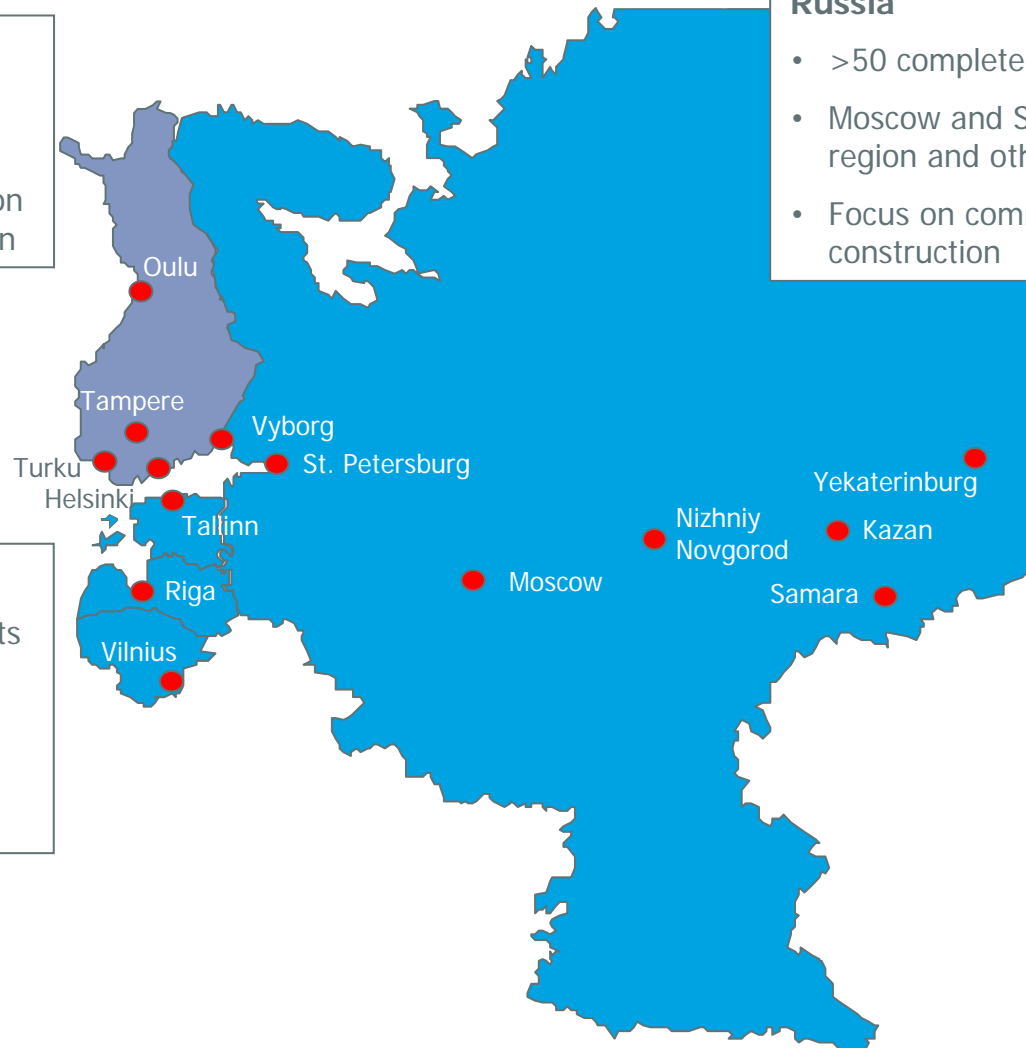 Russia
• >50 complete
• Moscow and S
region and oth
• Focus on com
construction
on
n
Oulu
Tampere
Vyborg
Turku
St. Petersburg
Helsinki
Yekaterinburg
Tallinn
Nizhniy
Novgorod
Kazan
Moscow
Riga
Samara
ts
Vilnius